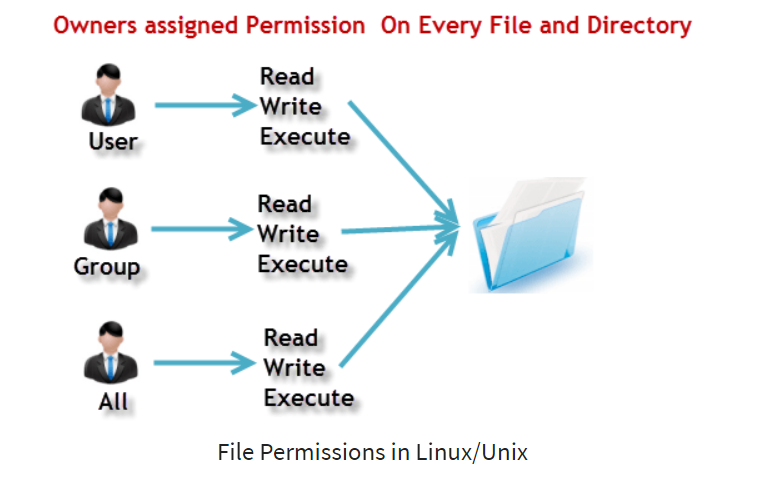 Owners assigned Permission On Every File and Directory
Read
Write
Execute
User
Read
Write
Execute
Group
Read
Write
Execute
All
File Permissions in Linux/Unix